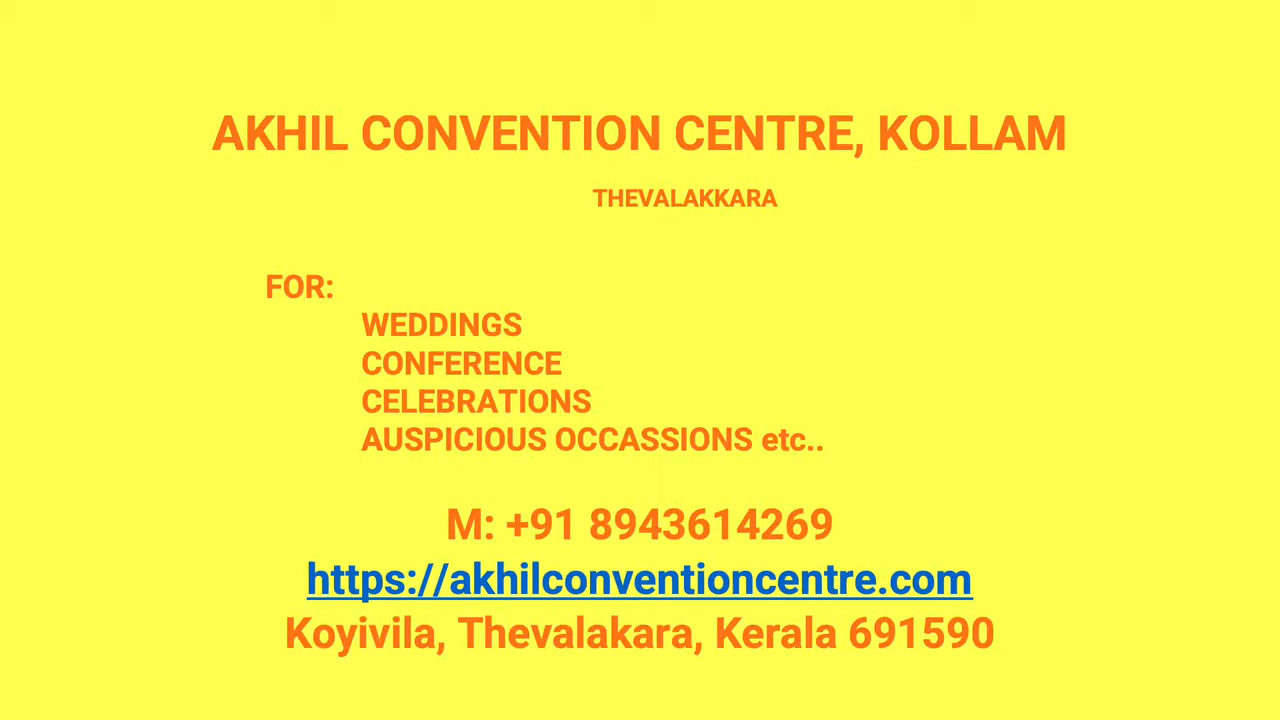 AKHIL CONVENTION CENTRE, KOLLAM
THEVALAKKARA
FOR:
WEDDINGS
CONFERENCE
CELEBRATIONS
AUSPICIOUS OCCASSIONS etc..
M: +91 8943614269
https://akhilconventioncentre.com
Koyivila, Thevalakara, Kerala 691590